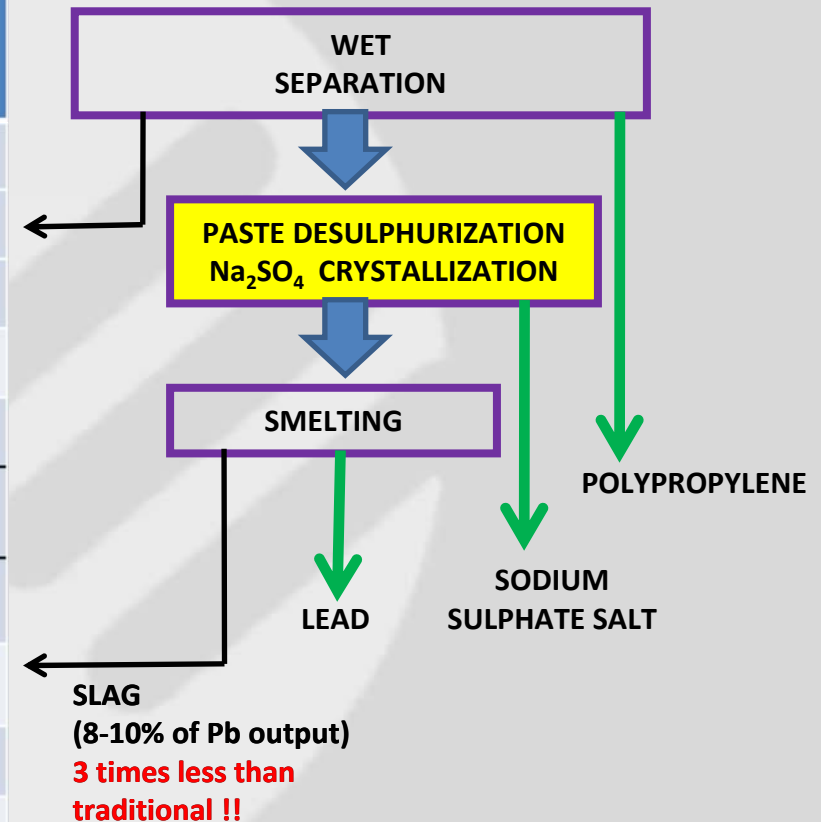 WET
SEPARATION
PASTE DESULPHURIZATION
Na₂SO₄ CRYSTALLIZATION
SMELTING
POLYPROPYLENE
SODIUM
SULPHATE SALT
LEAD
SLAG
(8-10% of Pb output)
3 times less than
traditional !!